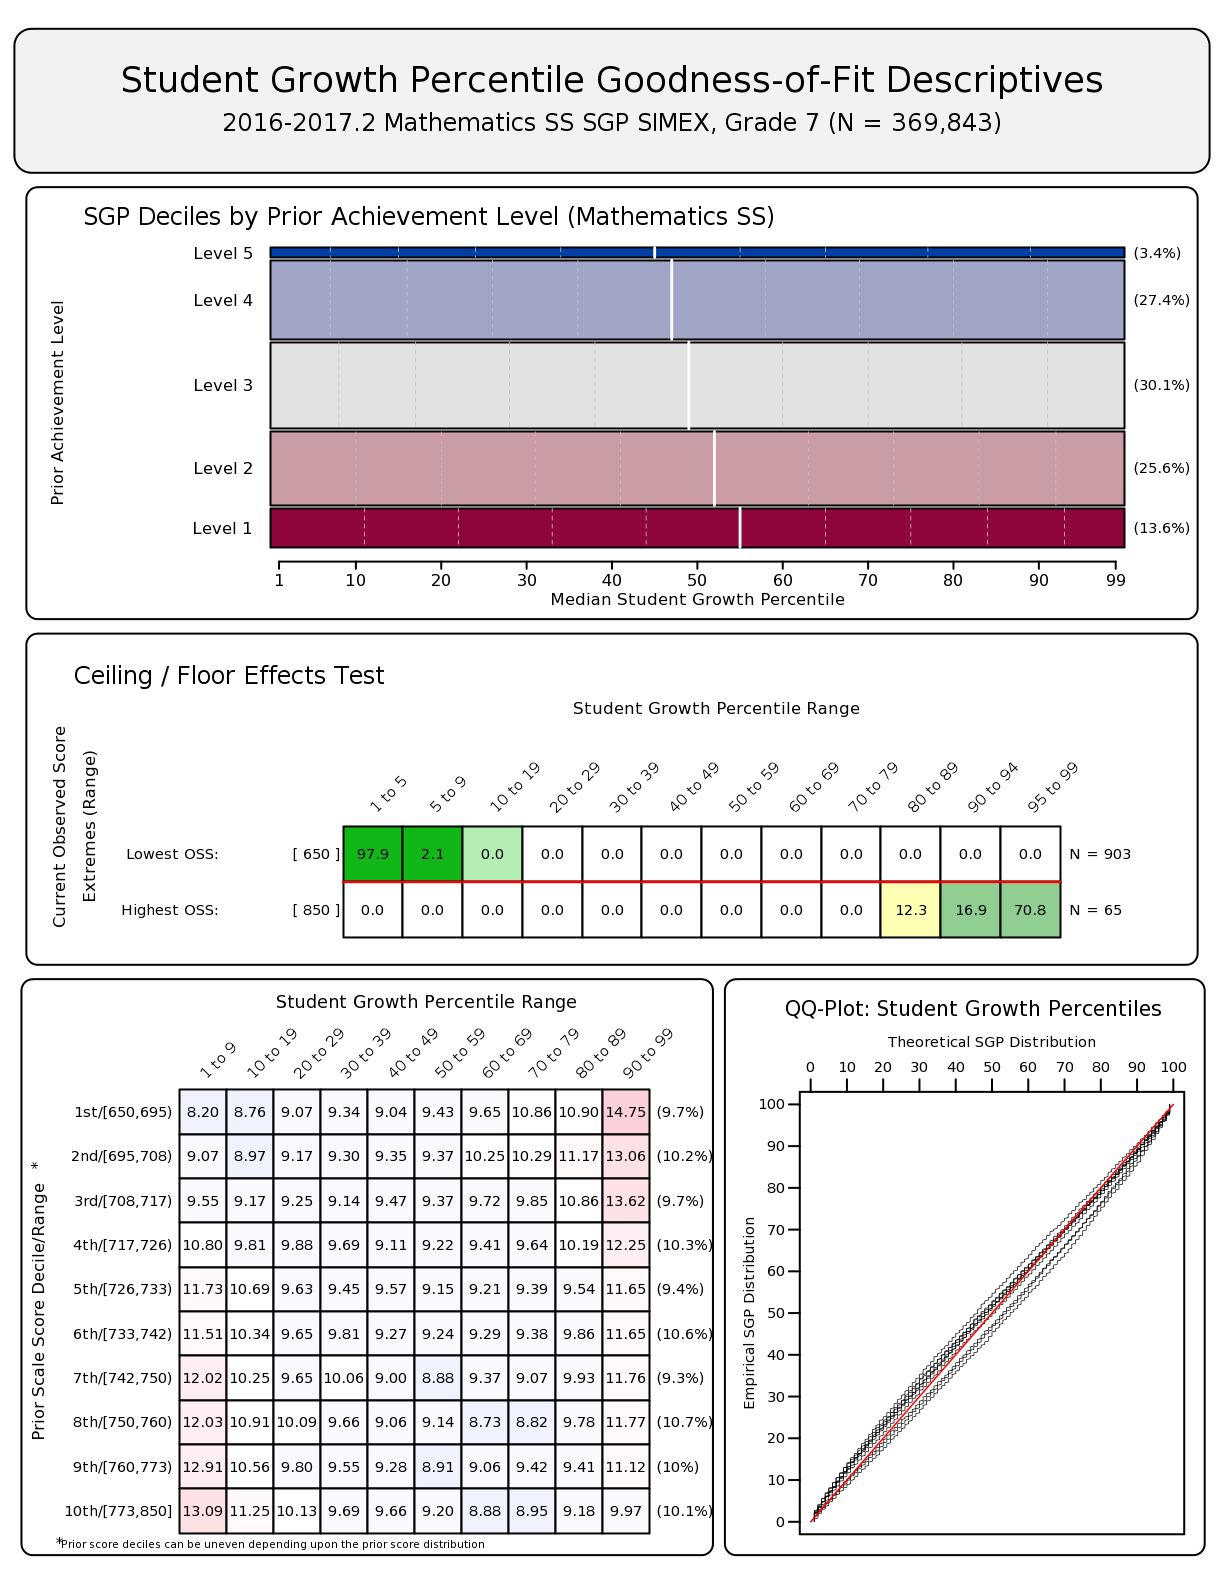 Student Growth Percentile Goodness-of-Fit Descriptives
2016-2017.2 Mathematics SS SGP SIMEX, Grade 7 (N = 369,843)
SGP Deciles by Prior Achievement Level (Mathematics SS)
Prior Achievement Level
Level 5 (3.4%)
Level 4 (27.4%)
Level 3 (30.1%)
Level 2 (25.6%)
Level 1 (13.6%)
1 10 20 30 40 50 60 70 80 90 99
Median Student Growth Percentile
Ceiling / Floor Effects Test
Student Growth Percentile Range
Current Observed Score
Extremes (Range)
1 to 5 5 to 9 10 to 19 20 to 29 30 to 39 40 to 49 50 to 59 60 to 69 70 to 79 80 to 89 90 to 94 95 to 99
Lowest OSS: [ 650 ] 97.9 2.1 0.0 0.0 0.0 0.0 0.0 0.0 0.0 0.0 0.0 0.0 N = 903
Highest OSS: [ 850 ] 0.0 0.0 0.0 0.0 0.0 0.0 0.0 0.0 0.0 12.3 16.9 70.8 N = 65
Student Growth Percentile Range
1 to 9 10 to 19 20 to 29 30 to 39 40 to 49 50 to 59 60 to 69 70 to 79 80 to 89 90 to 99
Prior Scale Score Decile/Range *
1st/[650,695) 8.20 8.76 9.07 9.34 9.04 9.43 9.65 10.86 10.90 14.75 (9.7%)
2nd/[695,708) 9.07 8.97 9.17 9.30 9.35 9.37 10.25 10.29 11.17 13.06 (10.2%)
3rd/[708,717) 9.55 9.17 9.25 9.14 9.47 9.37 9.72 9.85 10.86 13.62 (9.7%)
4th/[717,726) 10.80 9.81 9.88 9.69 9.11 9.22 9.41 9.64 10.19 12.25 (10.3%)
5th/[726,733) 11.73 10.69 9.63 9.45 9.57 9.15 9.21 9.39 9.54 11.65 (9.4%)
6th/[733,742) 11.51 10.34 9.65 9.81 9.27 9.24 9.29 9.38 9.86 11.65 (10.6%)
7th/[742,750) 12.02 10.25 9.65 10.06 9.00 8.88 9.37 9.07 9.93 11.76 (9.3%)
8th/[750,760) 12.03 10.91 10.09 9.66 9.06 9.14 8.73 8.82 9.78 11.77 (10.7%)
9th/[760,773) 12.91 10.56 9.80 9.55 9.28 8.91 9.06 9.42 9.41 11.12 (10%)
10th/[773,850] 13.09 11.25 10.13 9.69 9.66 9.20 8.88 8.95 9.18 9.97 (10.1%)
*Prior score deciles can be uneven depending upon the prior score distribution
QQ-Plot: Student Growth Percentiles
Theoretical SGP Distribution
0 10 20 30 40 50 60 70 80 90 100
Empirical SGP Distribution
100
90
80
70
60
50
40
30
20
10
0